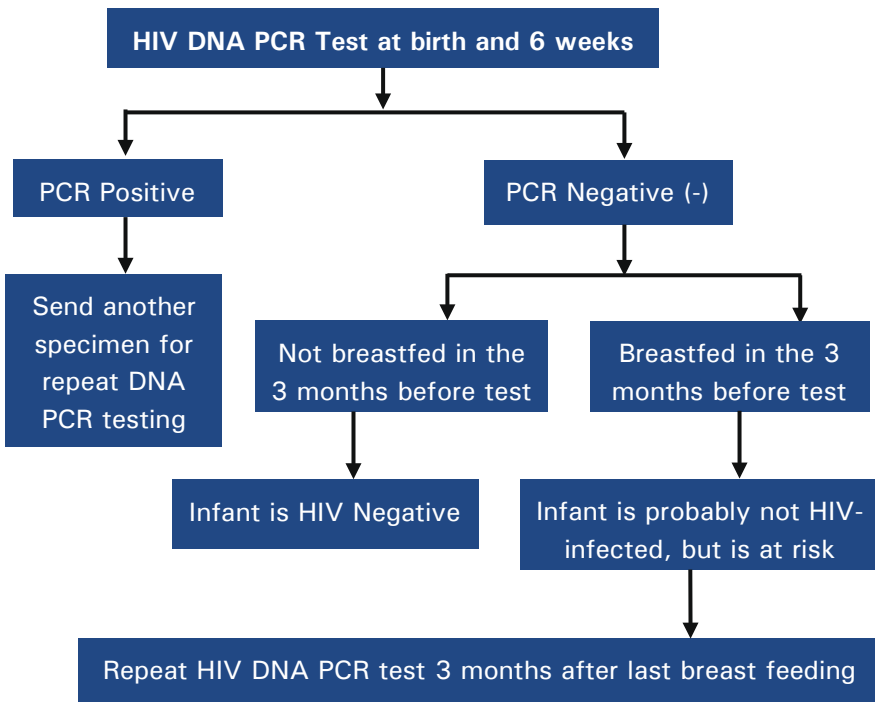 HIV DNA PCR Test at birth and 6 weeks
PCR Positive
PCR Negative (-)
Send another
specimen for
repeat DNA
PCR testing
Not breastfed in the
3 months before test
Breastfed in the 3
months before test
Infant is HIV Negative
Infant is probably not HIV-
infected, but is at risk
Repeat HIV DNA PCR test 3 months after last breast feeding